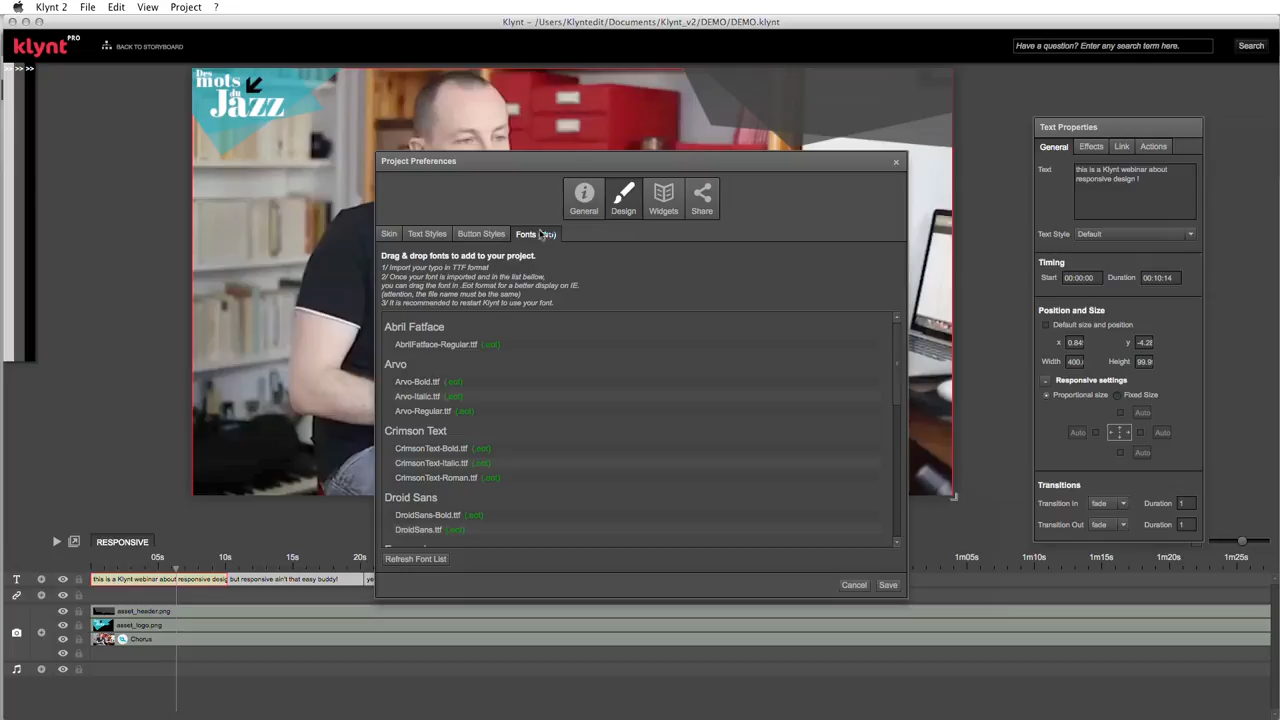 Klynt 2 File Edit View Project ?
Klynt – /Users/Klyntedit/Documents/Klynt_v2/DEMO/DEMO.klynt
klynt PRO
BACK TO STORYBOARD
Have a question? Enter any search term here.
Search
>> >> >>
Des
mots
du
Jazz
Project Preferences
General Design Widgets Share
Skin Text Styles Button Styles Fonts
Drag & drop fonts to add to your project.
1/ Import your typo in TTF format
2/ Once your font is imported and in the list bellow,
you can drag the font in .Eot format for a better display on IE.
(attention, the file name must be the same)
3/ It is recommended to restart Klynt to use your font.
Abril Fatface
AbrilFatface-Regular.ttf (.eot)
Arvo
Arvo-Bold.ttf (.eot)
Arvo-Italic.ttf (.eot)
Arvo-Regular.ttf (.eot)
Crimson Text
CrimsonText-Bold.ttf (.eot)
CrimsonText-Italic.ttf (.eot)
CrimsonText-Roman.ttf (.eot)
Droid Sans
DroidSans-Bold.ttf (.eot)
DroidSans.ttf (.eot)
Refresh Font List
Cancel Save
Text Properties
General Effects Link Actions
Text
this is a Klynt webinar about
responsive design !
Text Style Default
Timing
Start 00:00:00 Duration 00:10:14
Position and Size
Default size and position
x 0.84 y -4.28
Width 400. Height 99.9
Responsive settings
Proportional size Fixed Size
Auto
Auto Auto
Auto
Transitions
Transition In fade Duration 1
Transition Out fade Duration 1
RESPONSIVE
05s 10s 15s 20s 1m05s 1m10s 1m15s 1m20s 1m25s
T this is a Klynt webinar about responsive desig but responsive ain't that easy buddy! ye
asset_header.png
asset_logo.png
Chorus